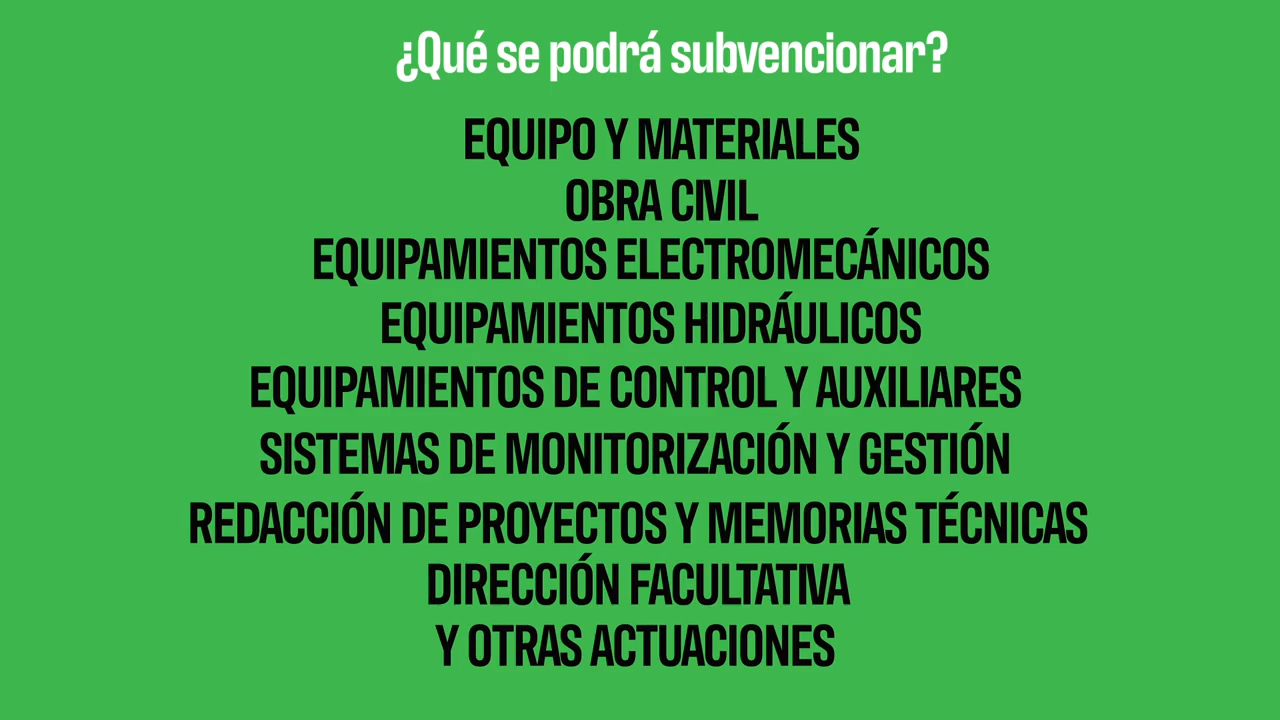 ¿Qué se podrá subvencionar?
EQUIPO Y MATERIALES
OBRA CIVIL
EQUIPAMIENTOS ELECTROMECÁNICOS
EQUIPAMIENTOS HIDRÁULICOS
EQUIPAMIENTOS DE CONTROL Y AUXILIARES
SISTEMAS DE MONITORIZACIÓN Y GESTIÓN
REDACCIÓN DE PROYECTOS Y MEMORIAS TÉCNICAS
DIRECCIÓN FACULTATIVA
Y OTRAS ACTUACIONES